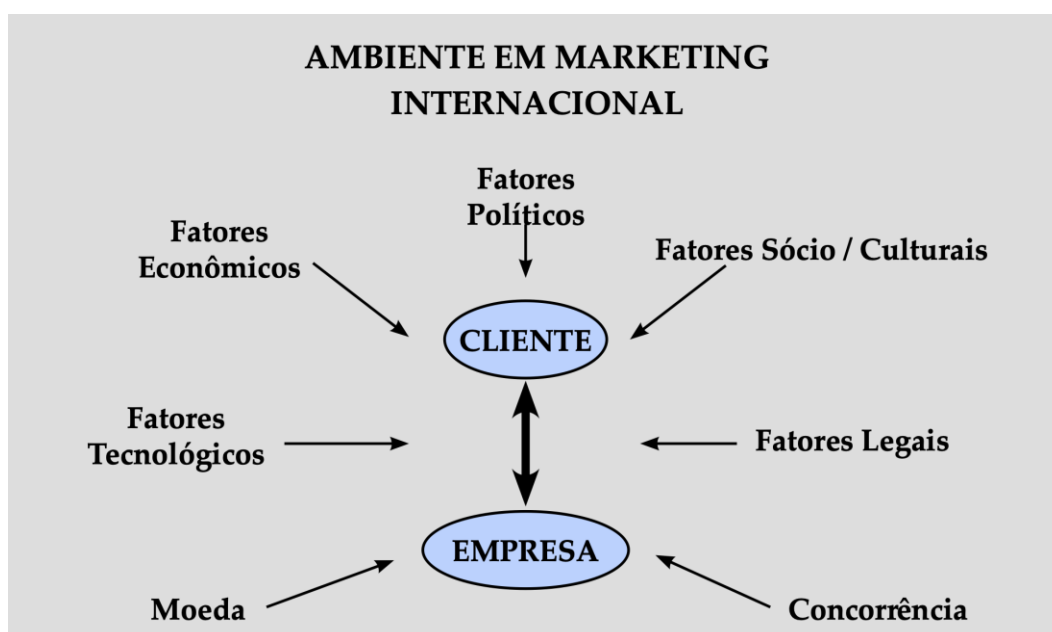 AMBIENTE EM MARKETING
INTERNACIONAL
Fatores
Políticos
Fatores
Econômicos
Fatores Sócio / Culturais
CLIENTE
Fatores
Tecnológicos
Fatores Legais
EMPRESA
Moeda
Concorrência